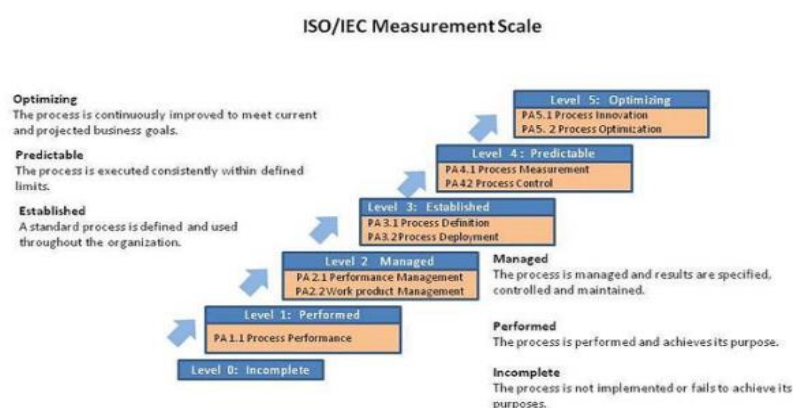 ISO/IEC Measurement Scale
Optimizing
The process is continuously improved to meet current
and projected business goals.
Predictable
The process is executed consistently within defined
limits.
Established
A standard process is defined and used
throughout the organization.
Level 5: Optimizing
PA5.1 Process Innovation
PA5. 2 Process Optimization
Level 4: Predictable
PA4.1 Process Measurement
PA42 Process Control
Level 3: Established
PA3.1 Process Definition
PA3.2Process Deployment
Level 2 Managed
PA2.1 Performance Management
PA2.2Work product Management
Level 1: Performed
PA1.1 Process Performance
Level 0: Incomplete
Managed
The process is managed and results are specified,
controlled and maintained.
Performed
The process is performed and achieves its purpose.
Incomplete
The process is not implemented or fails to achieve its
purposes.